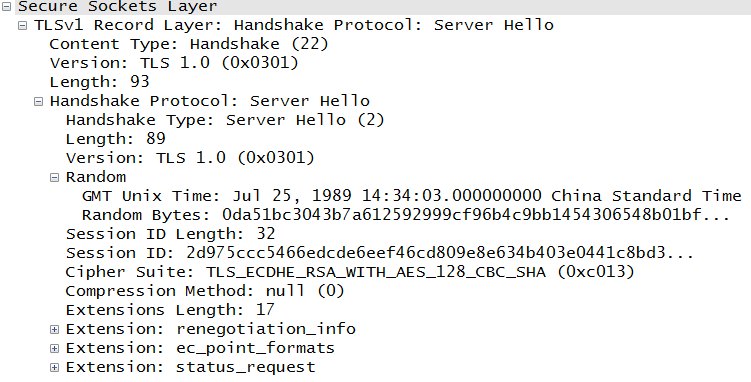 Secure Sockets Layer
TLSv1 Record Layer: Handshake Protocol: Server Hello
Content Type: Handshake (22)
Version: TLS 1.0 (0x0301)
Length: 93
Handshake Protocol: Server Hello
Handshake Type: Server Hello (2)
Length: 89
Version: TLS 1.0 (0x0301)
Random
GMT Unix Time: Jul 25, 1989 14:34:03.000000000 China Standard Time
Random Bytes: 0da51bc3043b7a612592999cf96b4c9bb1454306548b01bf...
Session ID Length: 32
Session ID: 2d975ccc5466edcde6eef46cd809e8e634b403e0441c8bd3...
Cipher Suite: TLS_ECDHE_RSA_WITH_AES_128_CBC_SHA (0xc013)
Compression Method: null (0)
Extensions Length: 17
Extension: renegotiation_info
Extension: ec_point_formats
Extension: status_request